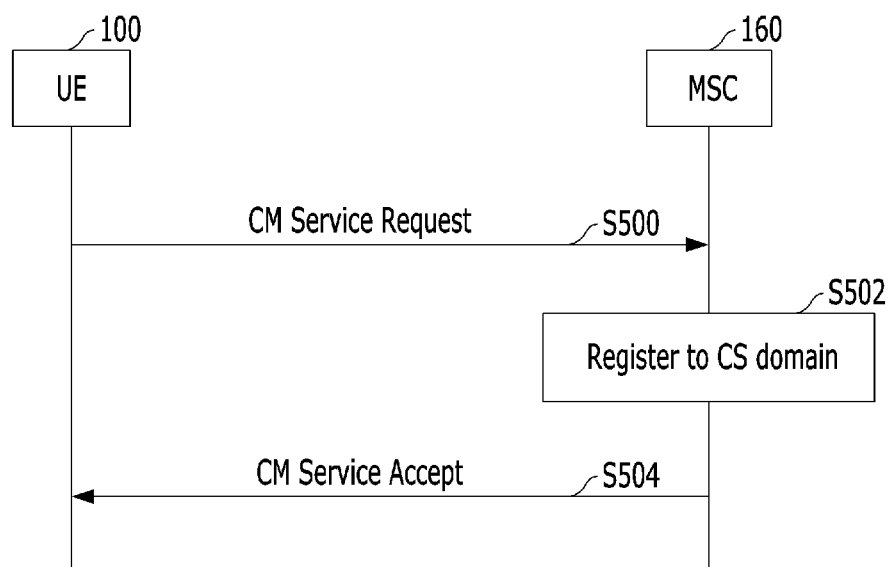 100
160
UE
MSC
CM Service Request
S500
S502
Register to CS domain
CM Service Accept
S504